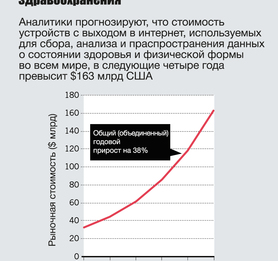 здравоохранения
Аналитики прогнозируют, что стоимость
устройств с выходом в интернет, используемых
для сбора, анализа и праспространения данных
о состоянии здоровья и физической формы
во всем мире, в следующие четыре года
превысит $163 млрд США
180
160
140
120
100
80
60
40
20
0
Рыночная стоимость ($ млрд)
Общий (объединенный)
годовой
прирост на 38%